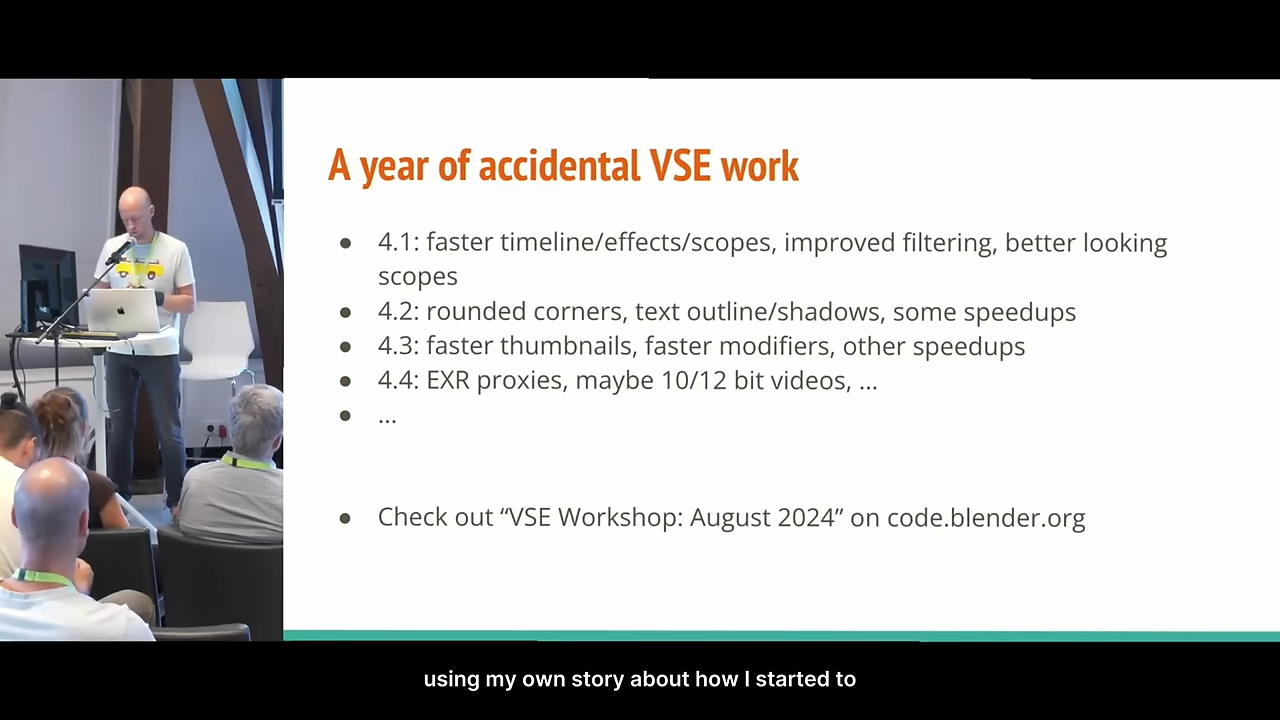 A year of accidental VSE work
● 4.1: faster timeline/effects/scopes, improved filtering, better looking
scopes
● 4.2: rounded corners, text outline/shadows, some speedups
● 4.3: faster thumbnails, faster modifiers, other speedups
● 4.4: EXR proxies, maybe 10/12 bit videos, ...
● ...
● Check out “VSE Workshop: August 2024” on code.blender.org
using my own story about how I started to